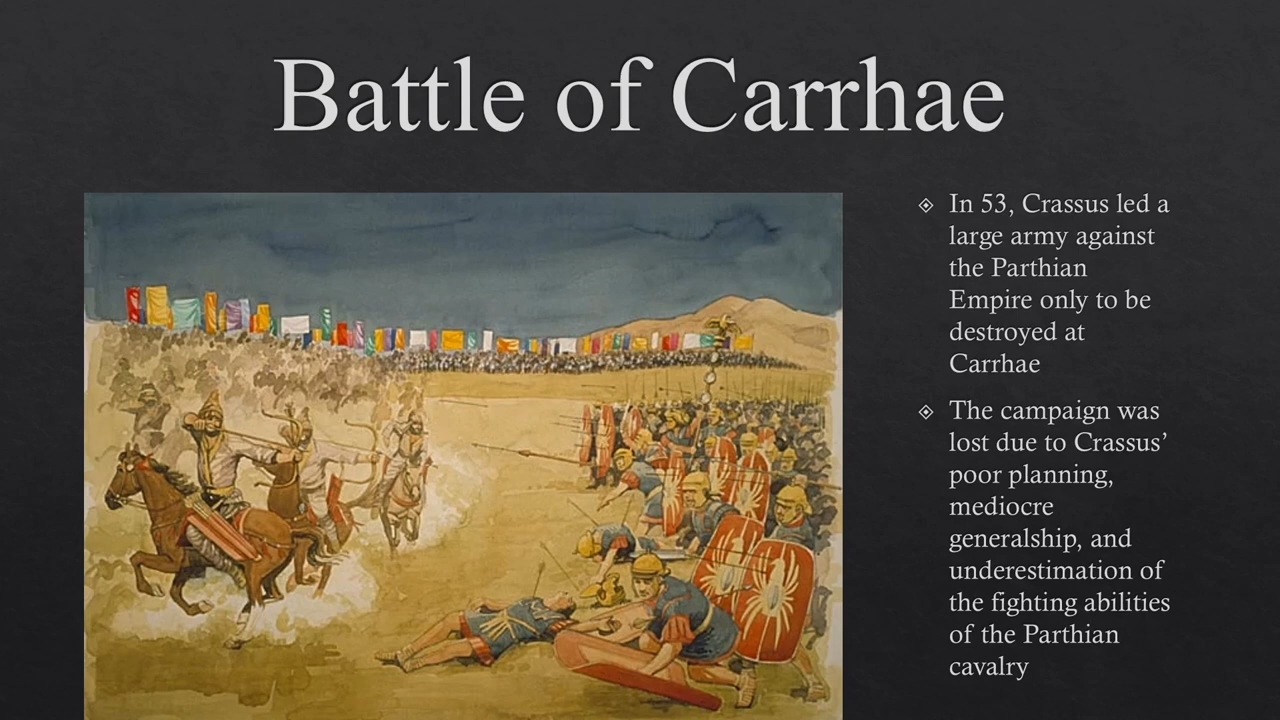 Battle of Carrhae
In 53, Crassus led a
large army against
the Parthian
Empire only to be
destroyed at
Carrhae
The campaign was
lost due to Crassus’
poor planning,
mediocre
generalship, and
underestimation of
the fighting abilities
of the Parthian
cavalry